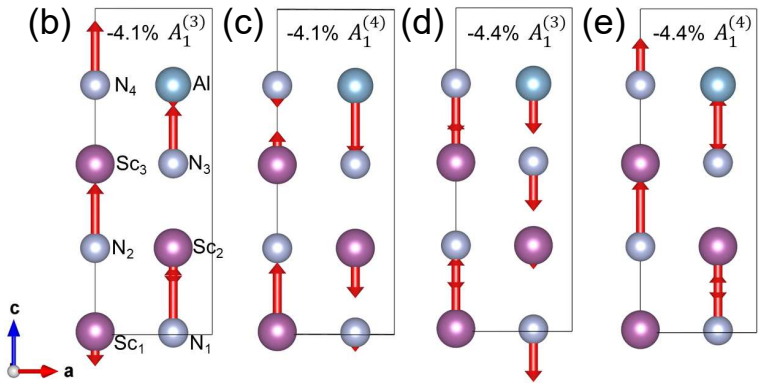 (b) -4.1% A₁⁽³⁾
(c) -4.1% A₁⁽⁴⁾
(d) -4.4% A₁⁽³⁾
(e) -4.4% A₁⁽⁴⁾
N₄ Al
Sc₃ N₃
N₂ Sc₂
Sc₁ N₁
c
a